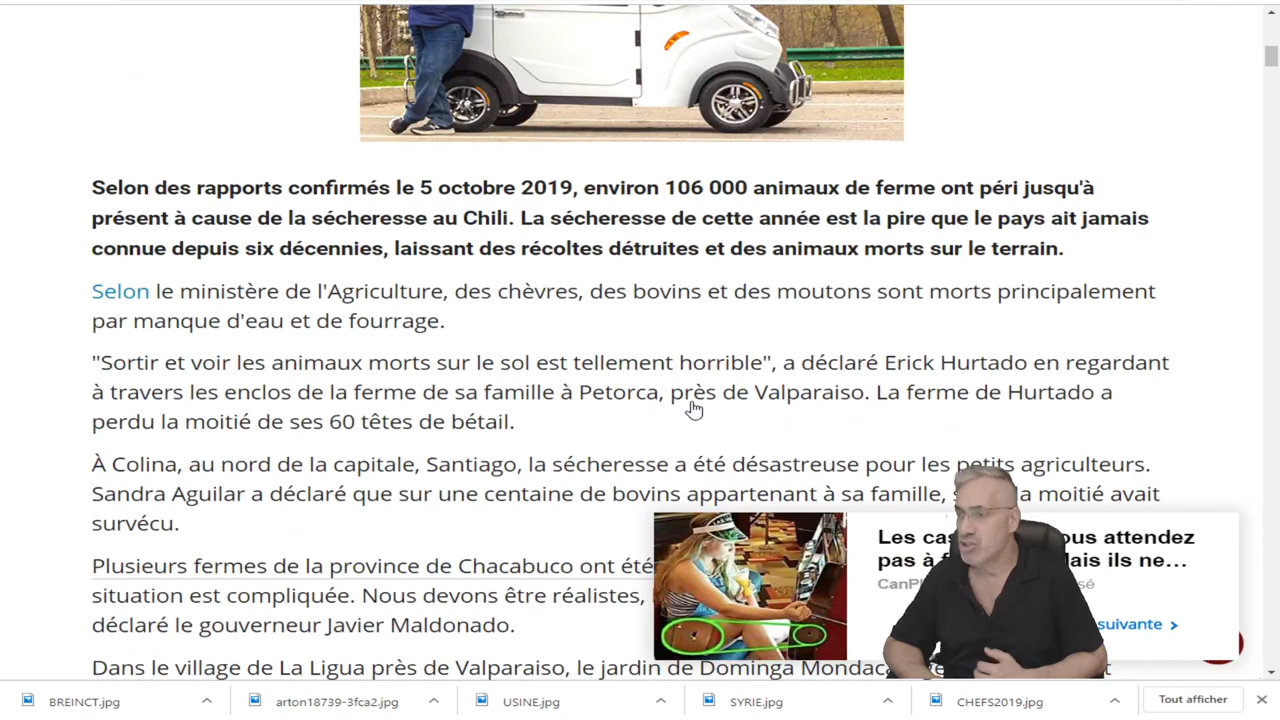 Selon des rapports confirmés le 5 octobre 2019, environ 106 000 animaux de ferme ont péri jusqu'à
présent à cause de la sécheresse au Chili. La sécheresse de cette année est la pire que le pays ait jamais
connue depuis six décennies, laissant des récoltes détruites et des animaux morts sur le terrain.
Selon le ministère de l'Agriculture, des chèvres, des bovins et des moutons sont morts principalement
par manque d'eau et de fourrage.
"Sortir et voir les animaux morts sur le sol est tellement horrible", a déclaré Erick Hurtado en regardant
à travers les enclos de la ferme de sa famille à Petorca, près de Valparaiso. La ferme de Hurtado a
perdu la moitié de ses 60 têtes de bétail.
À Colina, au nord de la capitale, Santiago, la sécheresse a été désastreuse pour les petits agriculteurs.
Sandra Aguilar a déclaré que sur une centaine de bovins appartenant à sa famille, la moitié avait
survécu.
Plusieurs fermes de la province de Chacabuco ont été
situation est compliquée. Nous devons être réalistes,
déclaré le gouverneur Javier Maldonado.
Dans le village de La Ligua près de Valparaiso, le jardin de Dominga
Les ous attendez
pas à ais ils ne...
suivante >
BREINCT.jpg
arton18739-3fca2.jpg
USINE.jpg
SYRIE.jpg
CHEFS2019.jpg
Tout afficher